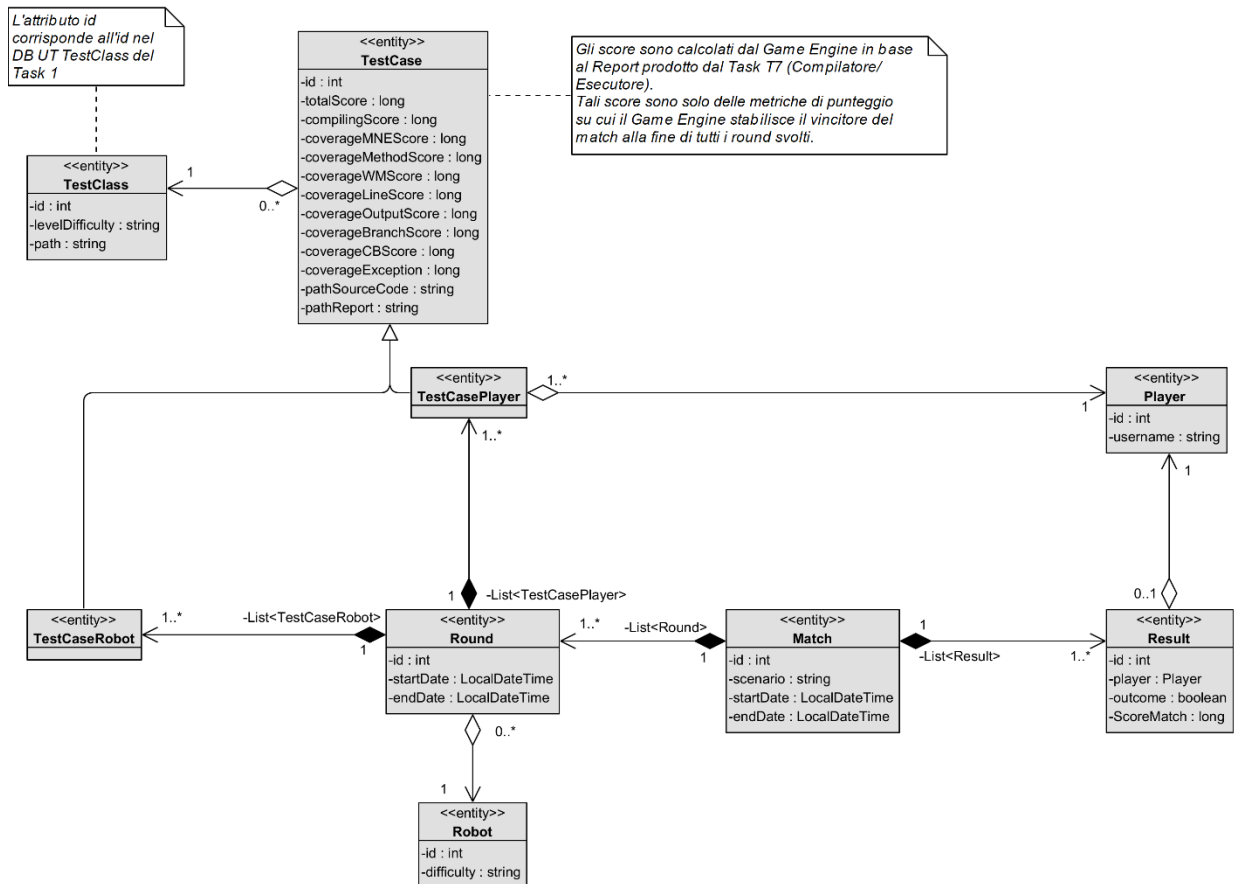 L'attributo id
corrisponde all'id nel
DB UT TestClass del
Task 1
<<entity>>
TestCase
-id : int
-totalScore : long
-compilingScore : long
-coverageMNEScore : long
-coverageMethodScore : long
-coverageWMScore : long
-coverageLineScore : long
-coverageOutputScore : long
-coverageBranchScore : long
-coverageCBScore : long
-coverageException : long
-pathSourceCode : string
-pathReport : string
Gli score sono calcolati dal Game Engine in base
al Report prodotto dal Task T7 (Compilatore/
Esecutore).
Tali score sono solo delle metriche di punteggio
su cui il Game Engine stabilisce il vincitore del
match alla fine di tutti i round svolti.
<<entity>>
TestClass
-id : int
-levelDifficulty : string
-path : string
1
0..*
<<entity>>
TestCasePlayer
1..*
1
<<entity>>
Player
-id : int
-username : string
1..*
1
1
-List<TestCasePlayer>
0..1
<<entity>>
TestCaseRobot
1..*
-List<TestCaseRobot>
1
<<entity>>
Round
-id : int
-startDate : LocalDateTime
-endDate : LocalDateTime
1..*
-List<Round>
1
<<entity>>
Match
-id : int
-scenario : string
-startDate : LocalDateTime
-endDate : LocalDateTime
1
-List<Result>
1..*
<<entity>>
Result
-id : int
-player : Player
-outcome : boolean
-ScoreMatch : long
0..*
1
<<entity>>
Robot
-id : int
-difficulty : string